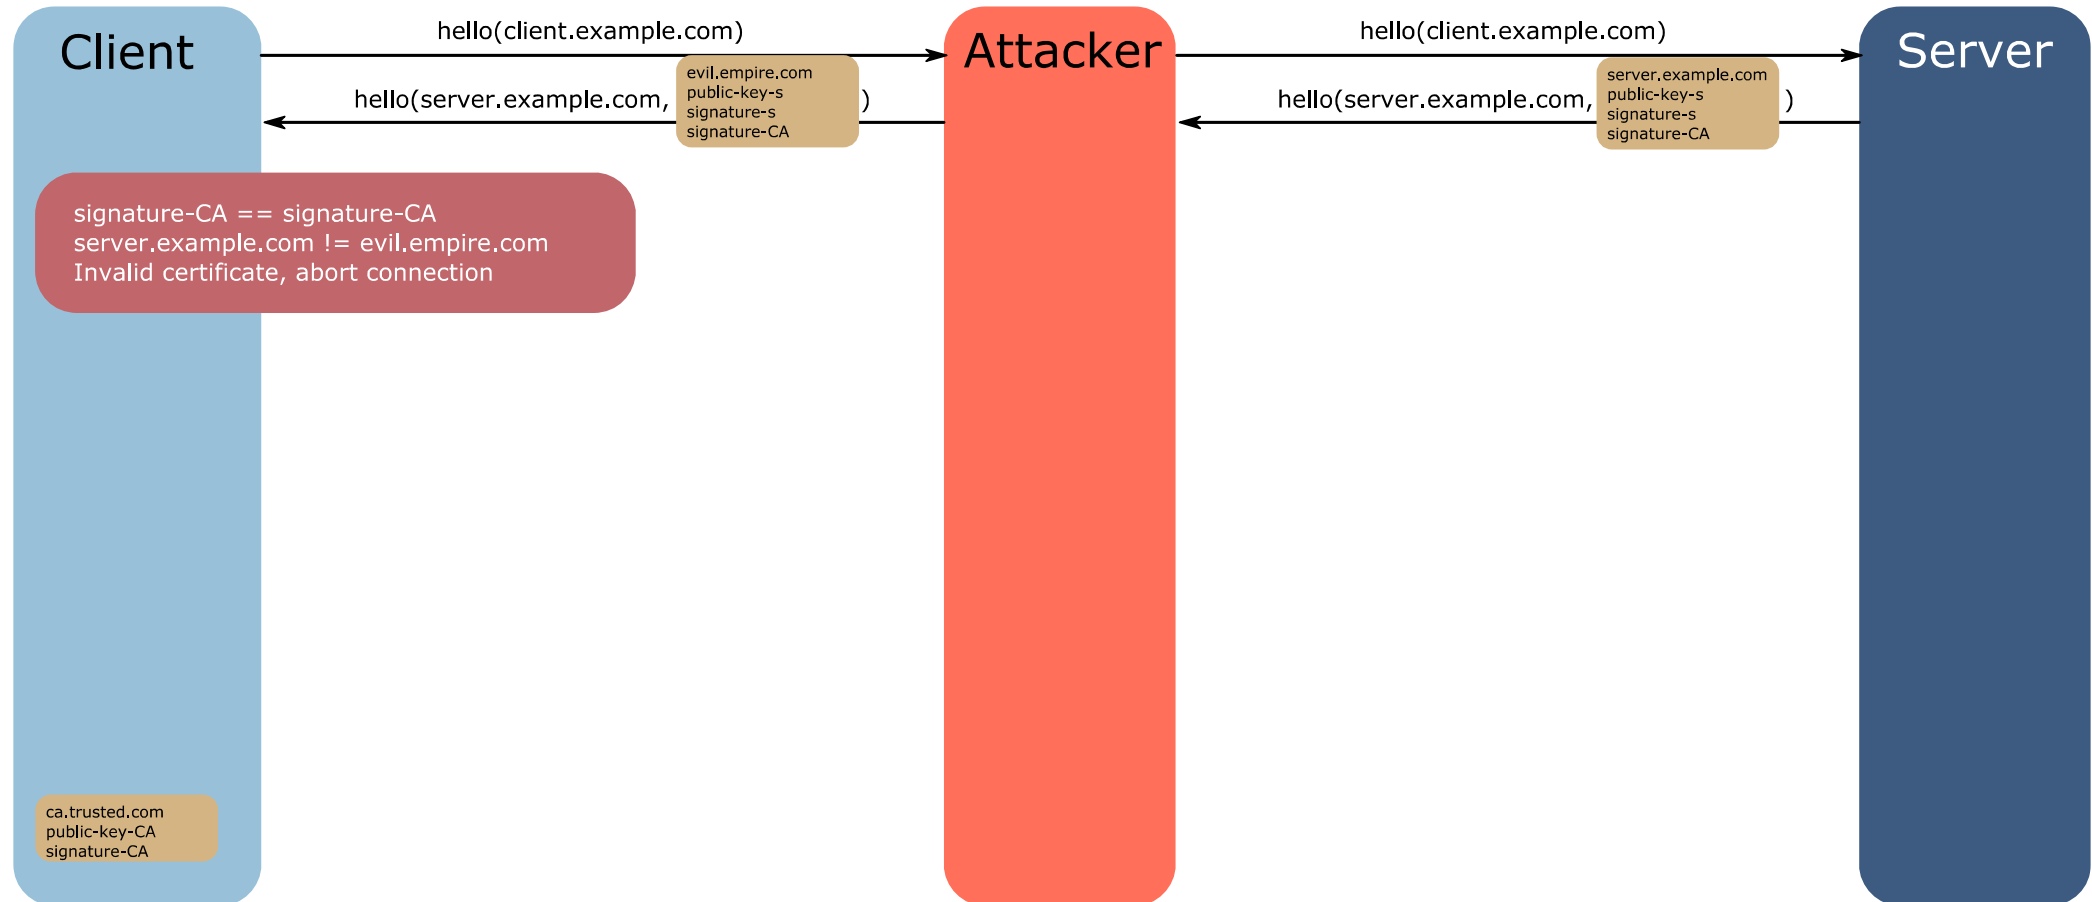 Client
hello(client.example.com)
Attacker
hello(client.example.com)
Server
hello(server.example.com,
evil.empire.com
public-key-s
signature-s
signature-CA
)
hello(server.example.com,
server.example.com
public-key-s
signature-s
signature-CA
)
signature-CA == signature-CA
server.example.com != evil.empire.com
Invalid certificate, abort connection
ca.trusted.com
public-key-CA
signature-CA